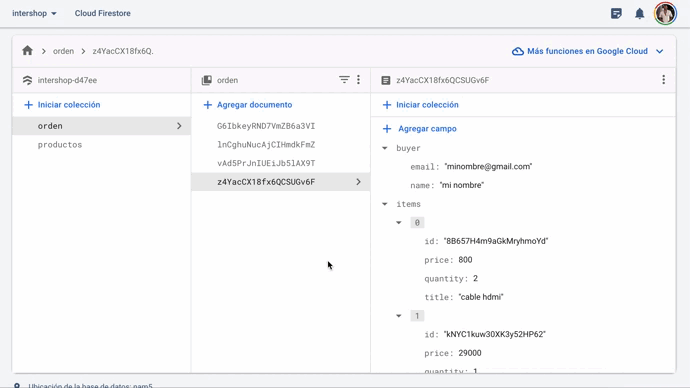 intershop
Cloud Firestore
orden
z4YacCX18fx6Q.
Más funciones en Google Cloud
intershop-d47ee
orden
z4YacCX18fx6QCSUGv6F
Iniciar colección
Agregar documento
Iniciar colección
orden
productos
G6IbkeyRND7VmZB6a3VI
lnCghuNucAjCIHmdkFmZ
vAd5PrJnIUEiJb5lAX9T
z4YacCX18fx6QCSUGv6F
Agregar campo
buyer
email: "minombre@gmail.com"
name: "mi nombre"
items
0
id: "8B657H4m9aGkMryhmoYd"
price: 800
quantity: 2
title: "cable hdmi"
1
id: "kNYC1kuw30XK3y52HP62"
price: 29000
quantity: 1
Ubicación de la base de datos: nam5